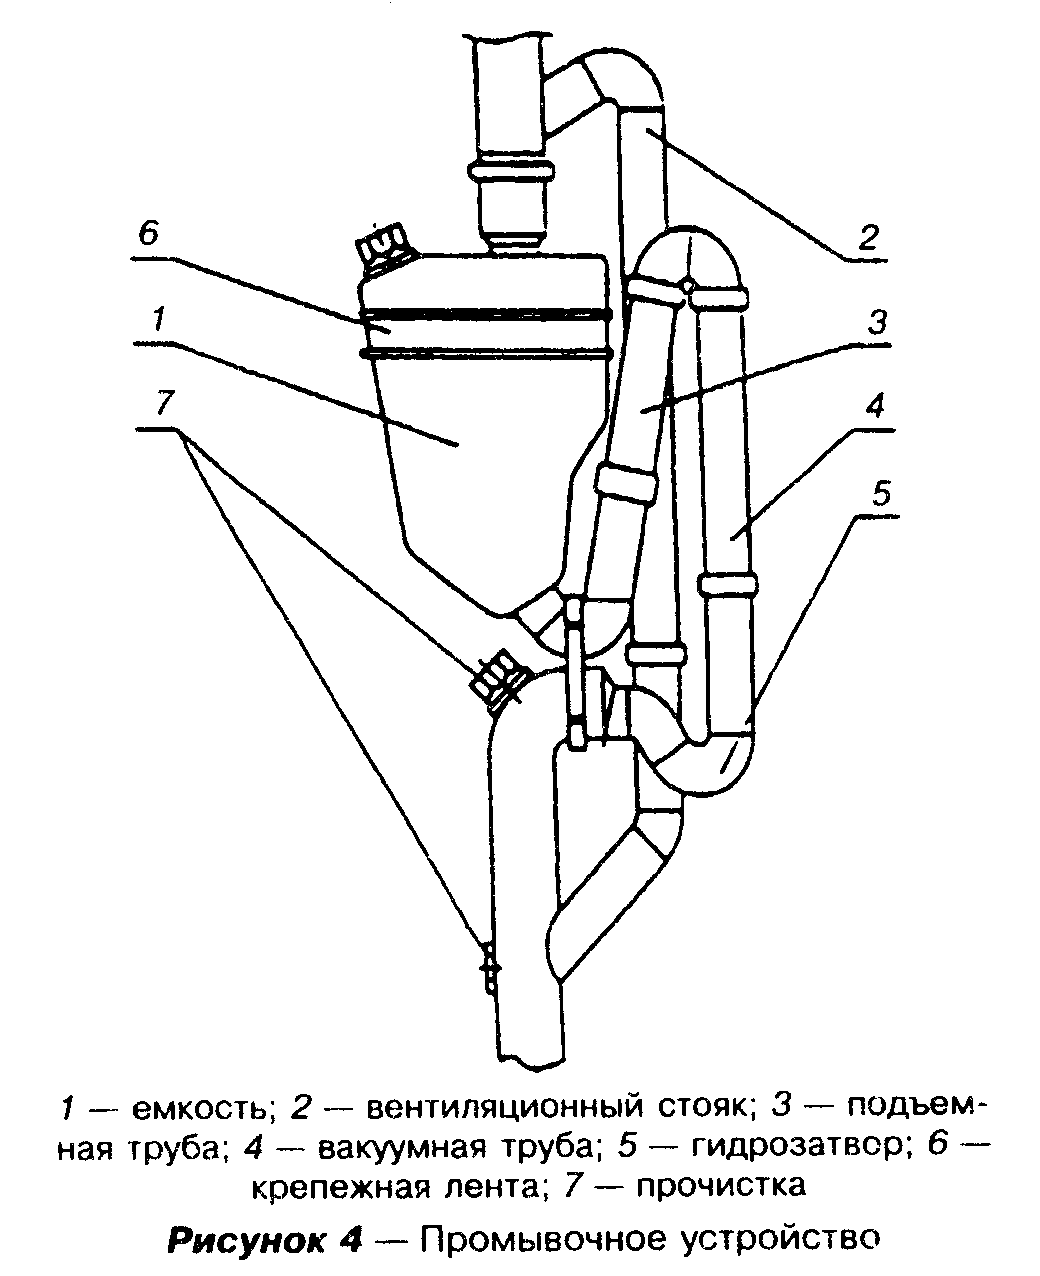 6
2
1
3
7
4
5
1 — емкость; 2 — вентиляционный стояк; 3 — подъем-
ная труба; 4 — вакуумная труба; 5 — гидрозатвор; 6 —
крепежная лента; 7 — прочистка
Рисунок 4 — Промывочное устройство